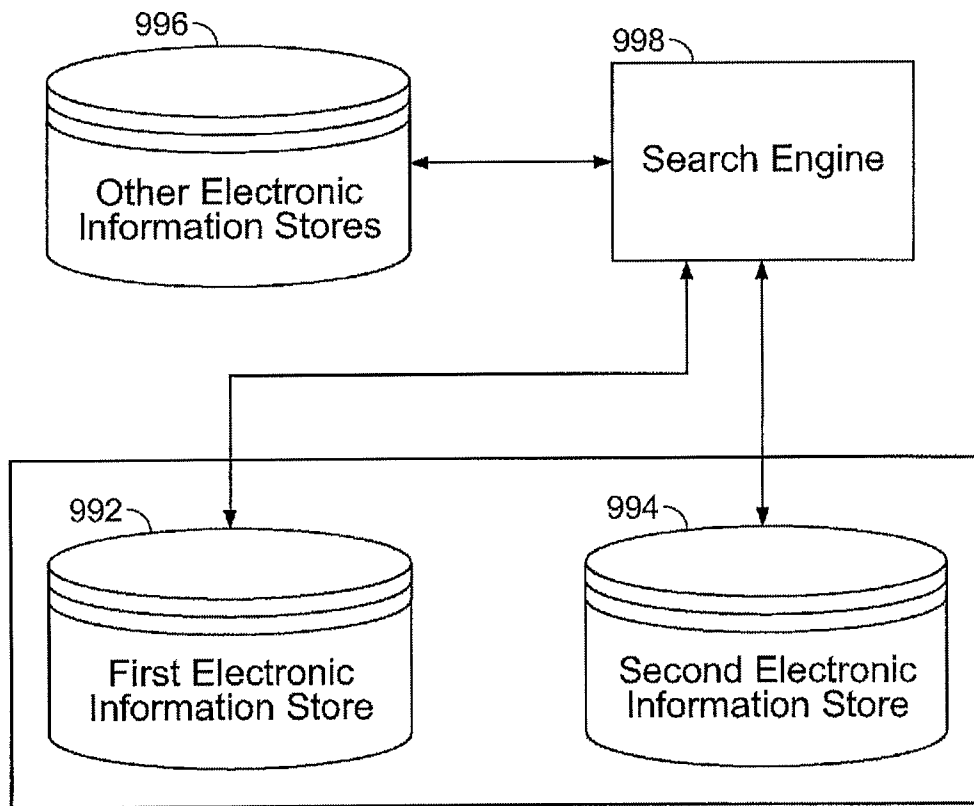 996
998
Other Electronic
Information Stores
Search Engine
992
994
First Electronic
Information Store
Second Electronic
Information Store